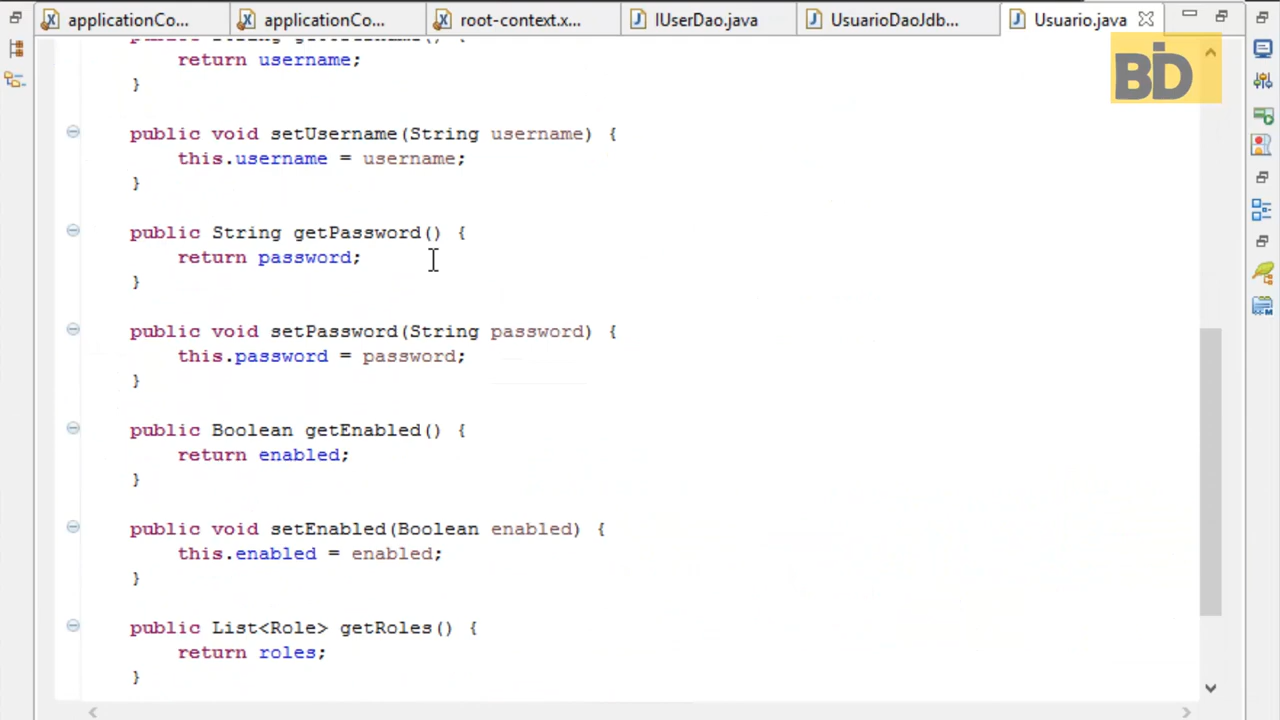 applicationCo... applicationCo... root-context.x... IUserDao.java UsuarioDaoJdb... Usuario.java
BID
return username;
}
public void setUsername(String username) {
this.username = username;
}
public String getPassword() {
return password;
}
public void setPassword(String password) {
this.password = password;
}
public Boolean getEnabled() {
return enabled;
}
public void setEnabled(Boolean enabled) {
this.enabled = enabled;
}
public List<Role> getRoles() {
return roles;
}